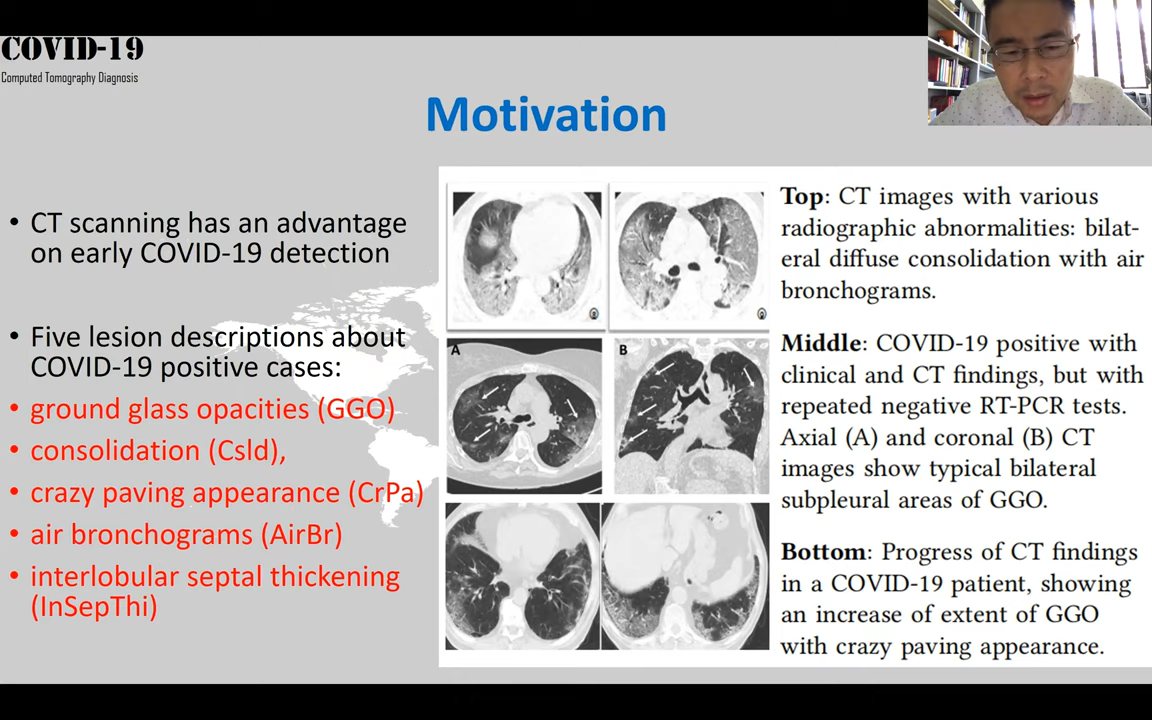 COVID-19
Computed Tomography Diagnosis
Motivation
• CT scanning has an advantage
on early COVID-19 detection
• Five lesion descriptions about
COVID-19 positive cases:
• ground glass opacities (GGO)
• consolidation (Csld),
• crazy paving appearance (CrPa)
• air bronchograms (AirBr)
• interlobular septal thickening
(InSepThi)
A
B
Top: CT images with various
radiographic abnormalities: bilat-
eral diffuse consolidation with air
bronchograms.
Middle: COVID-19 positive with
clinical and CT findings, but with
repeated negative RT-PCR tests.
Axial (A) and coronal (B) CT
images show typical bilateral
subpleural areas of GGO.
Bottom: Progress of CT findings
in a COVID-19 patient, showing
an increase of extent of GGO
with crazy paving appearance.